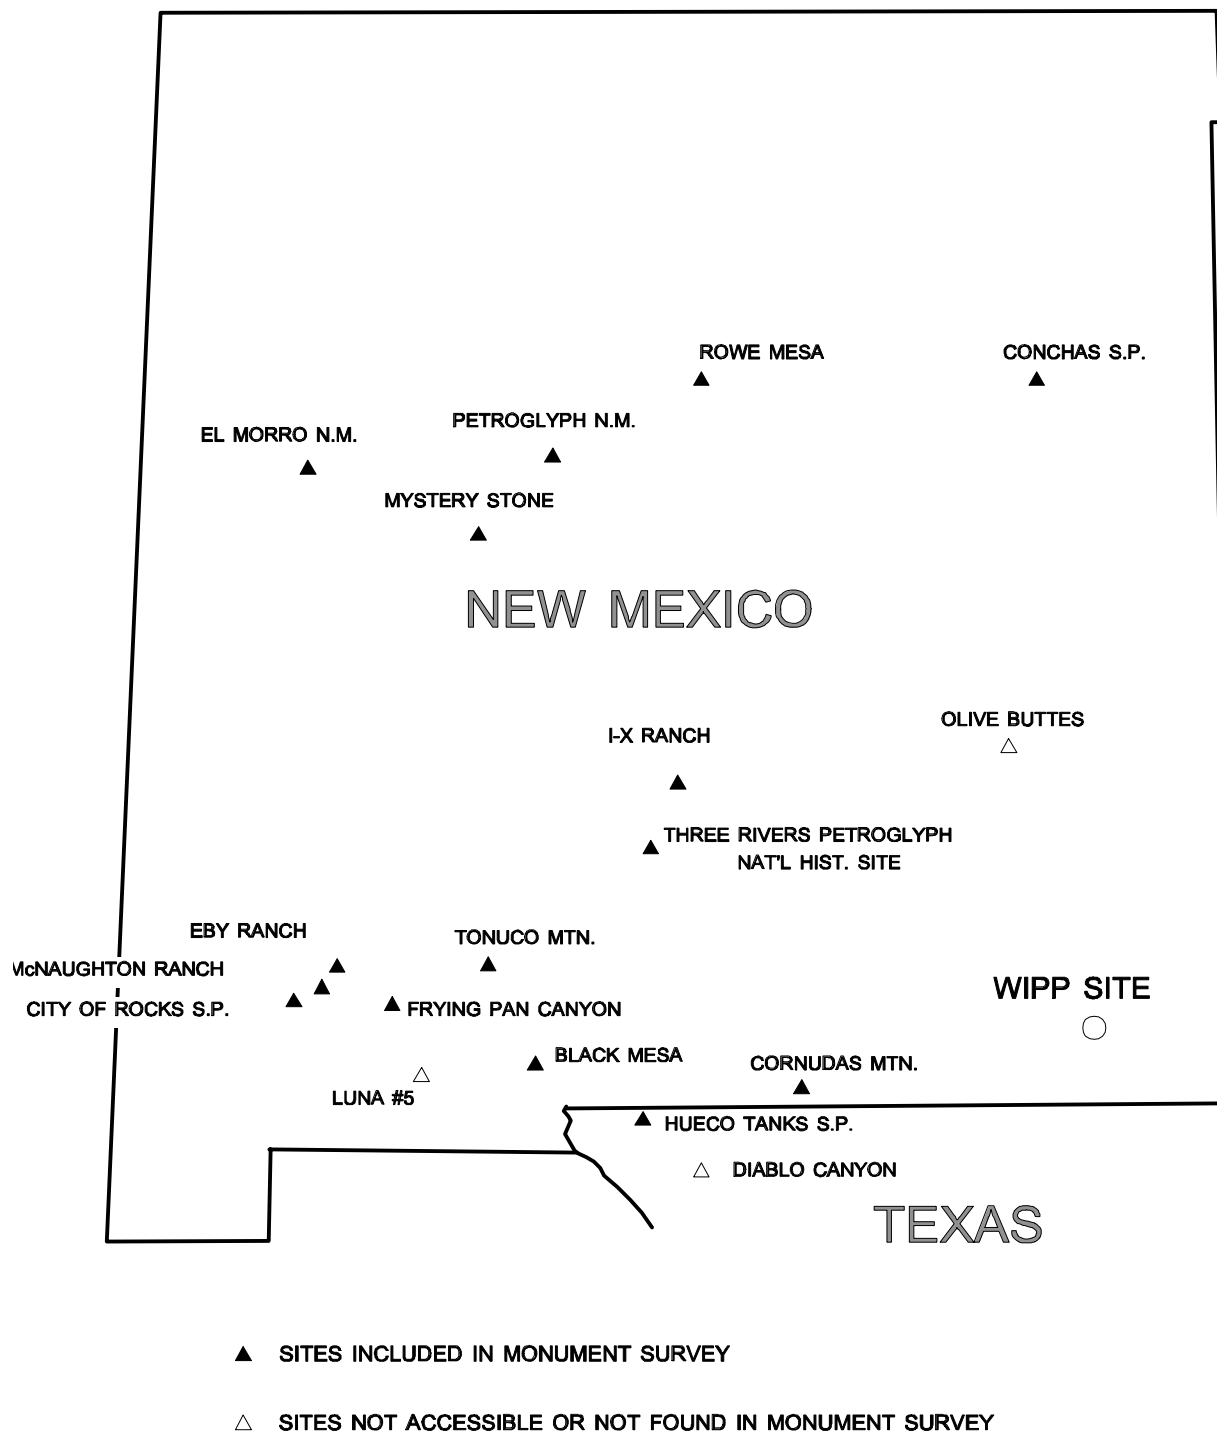 ROWE MESA
CONCHAS S.P.
PETROGLYPH N.M.
EL MORRO N.M.
MYSTERY STONE
NEW MEXICO
OLIVE BUTTES
I-X RANCH
THREE RIVERS PETROGLYPH
NAT'L HIST. SITE
EBY RANCH
TONUCO MTN.
McNAUGHTON RANCH
WIPP SITE
CITY OF ROCKS S.P.
FRYING PAN CANYON
BLACK MESA
CORNUDAS MTN.
LUNA #5
HUECO TANKS S.P.
DIABLO CANYON
TEXAS
SITES INCLUDED IN MONUMENT SURVEY
SITES NOT ACCESSIBLE OR NOT FOUND IN MONUMENT SURVEY